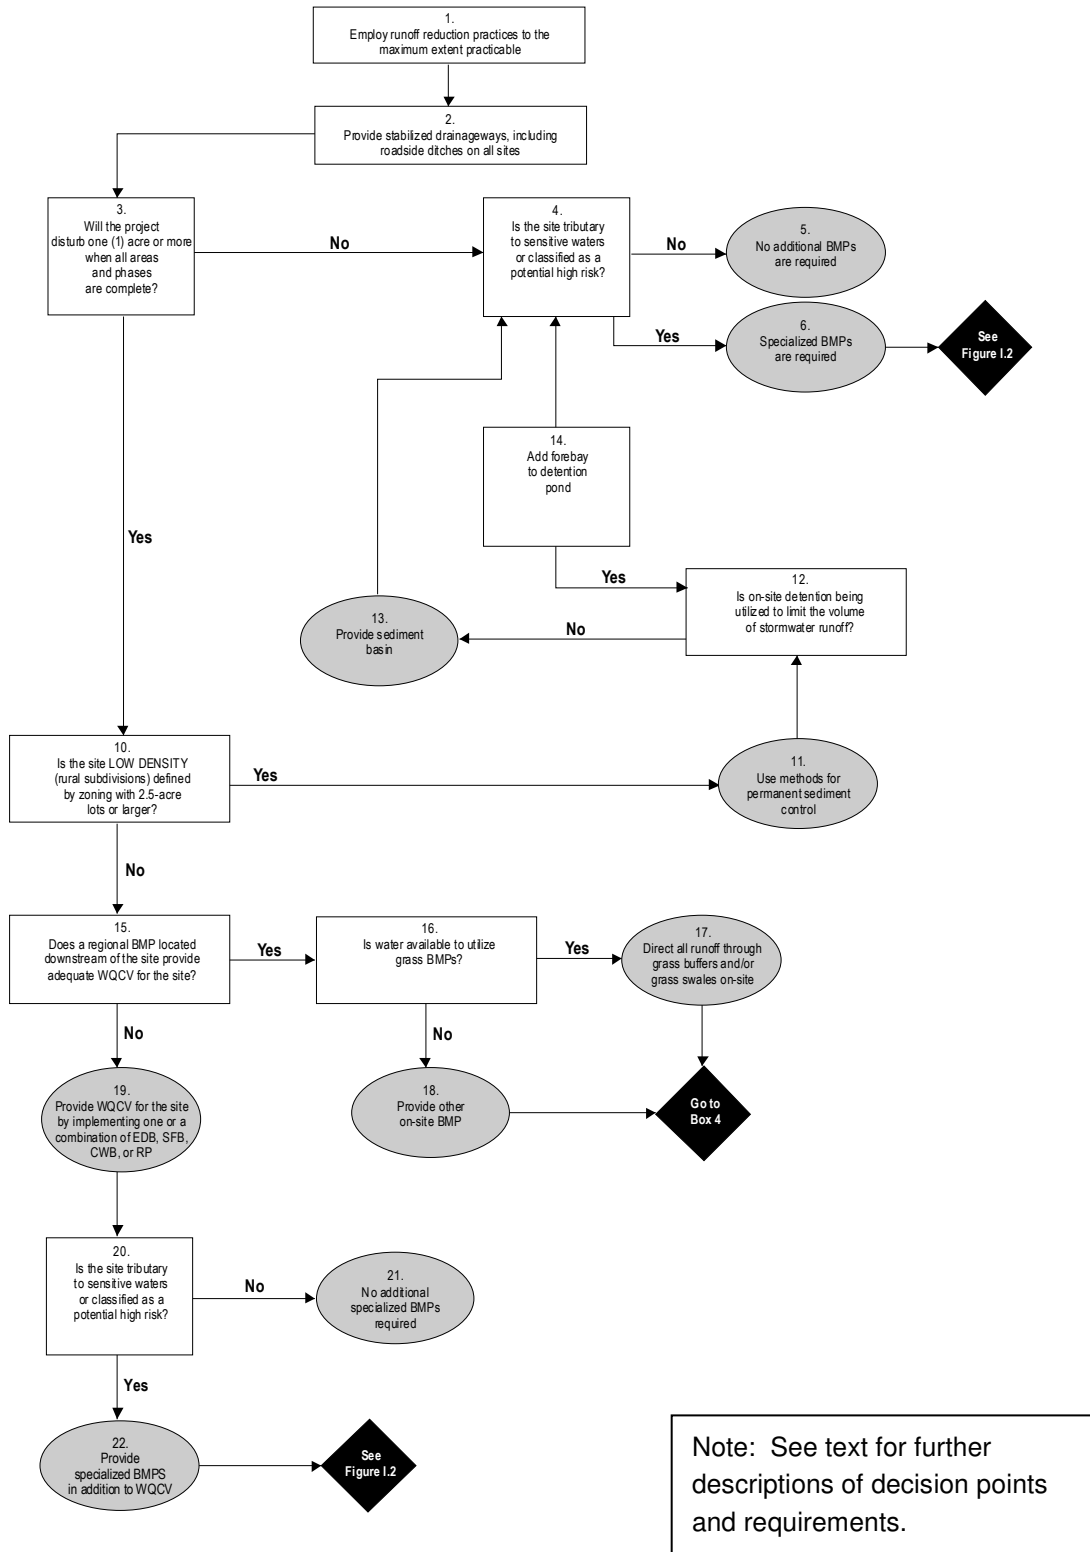 1.
Employ runoff reduction practices to the
maximum extent practicable
2.
Provide stabilized drainageways, including
roadside ditches on all sites
3.
Will the project
disturb one (1) acre or more
when all areas
and phases
are complete?
No
4.
Is the site tributary
to sensitive waters
or classified as a
potential high risk?
No
5.
No additional BMPs
are required
Yes
6.
Specialized BMPs
are required
See
Figure I.2
14.
Add forebay
to detention
pond
Yes
Yes
12.
Is on-site detention being
utilized to limit the volume
of stormwater runoff?
No
13.
Provide sediment
basin
10.
Is the site LOW DENSITY
(rural subdivisions) defined
by zoning with 2.5-acre
lots or larger?
Yes
11.
Use methods for
permanent sediment
control
No
15.
Does a regional BMP located
downstream of the site provide
adequate WQCV for the site?
Yes
16.
Is water available to utilize
grass BMPs?
Yes
17.
Direct all runoff through
grass buffers and/or
grass swales on-site
No
No
19.
Provide WQCV for the site
by implementing one or a
combination of EDB, SFB,
CWB, or RP
18.
Provide other
on-site BMP
Go to
Box 4
20.
Is the site tributary
to sensitive waters
or classified as a
potential high risk?
No
21.
No additional
specialized BMPs
required
Yes
22.
Provide
specialized BMPS
in addition to WQCV
See
Figure I.2
Note: See text for further
descriptions of decision points
and requirements.